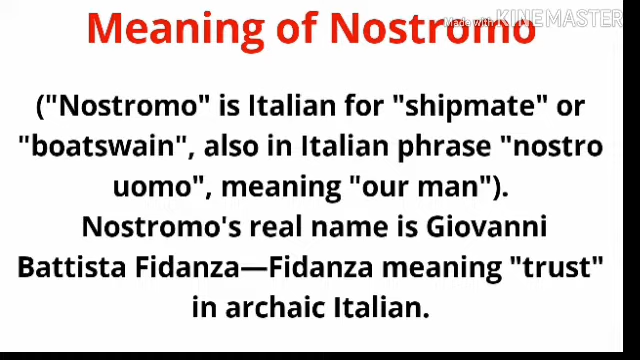 Meaning of Nostromo
Made with KINEMASTER
("Nostromo" is Italian for "shipmate" or
"boatswain", also in Italian phrase "nostro
uomo", meaning "our man").
Nostromo's real name is Giovanni
Battista Fidanza—Fidanza meaning "trust"
in archaic Italian.